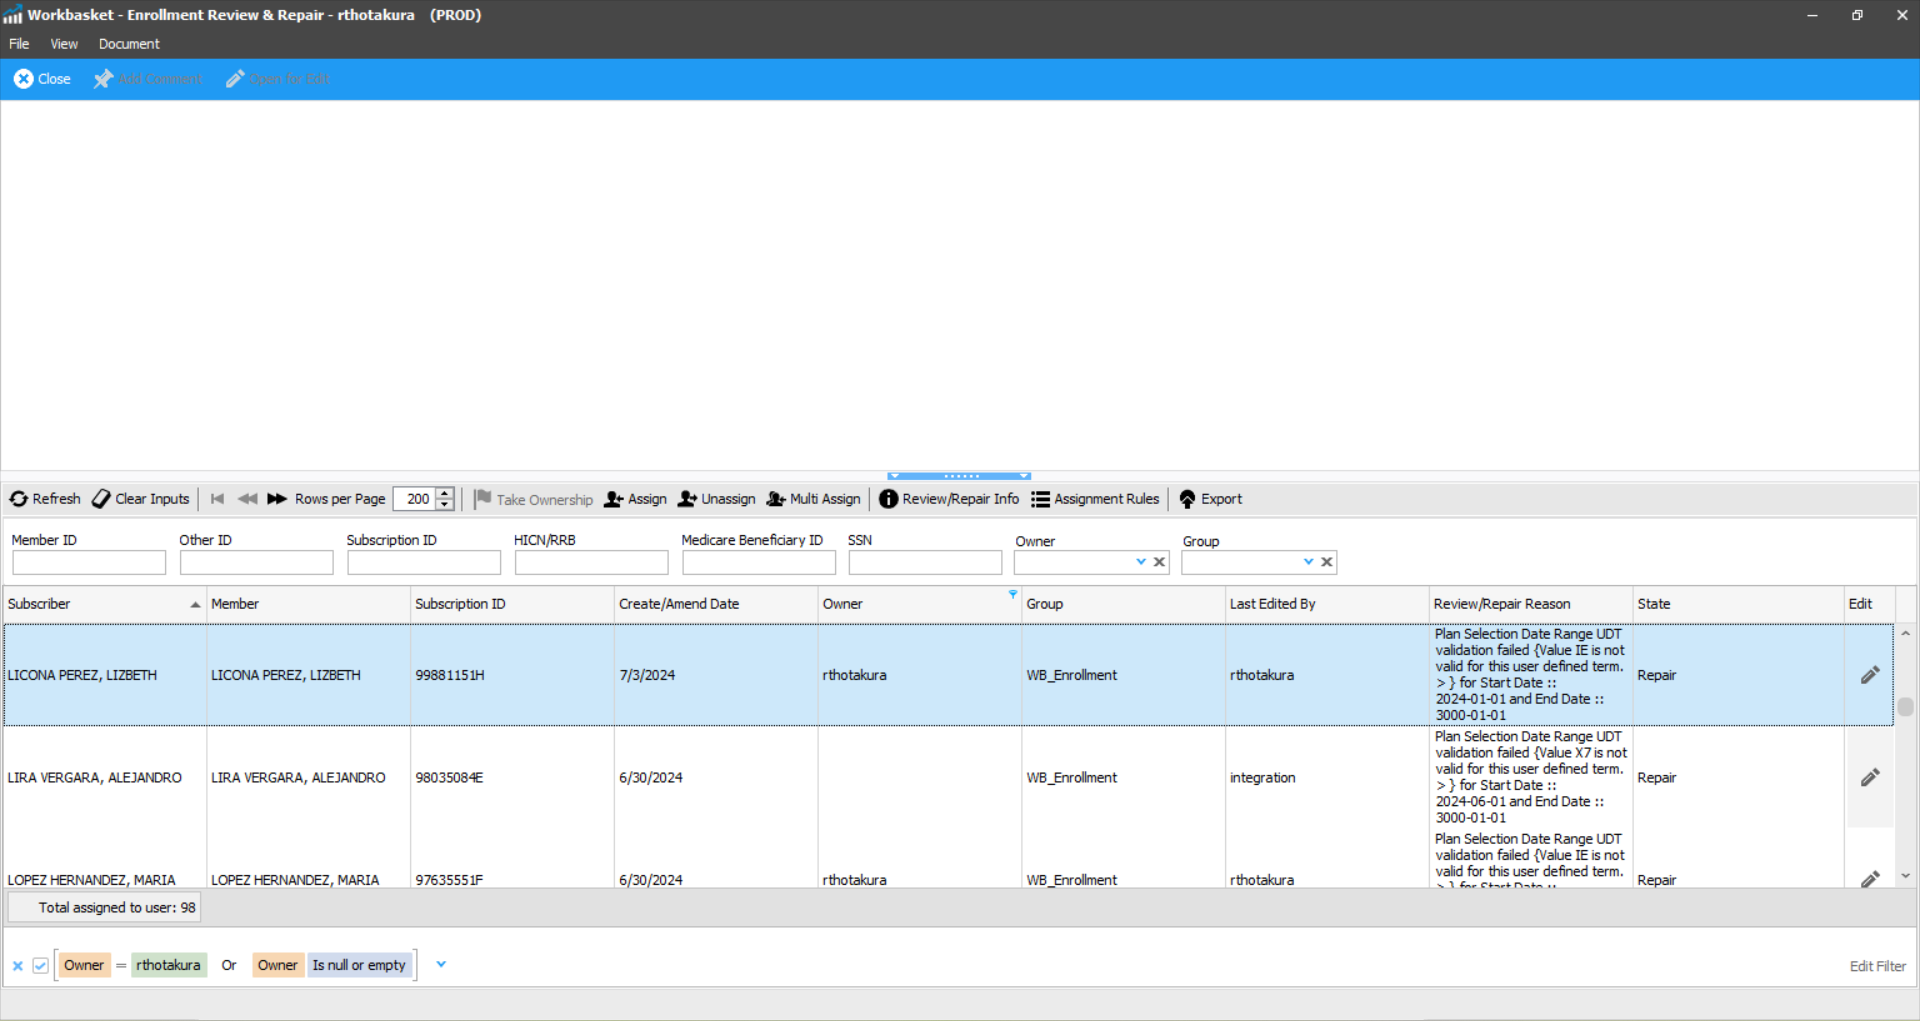 Workbasket - Enrollment Review & Repair - rthotakura (PROD)
File View Document
Close Add Comment Open for Edit
Refresh Clear Inputs Rows per Page 200 Take Ownership Assign Unassign Multi Assign Review/Repair Info Assignment Rules Export
Member ID Other ID Subscription ID HICN/RRB Medicare Beneficiary ID SSN Owner Group
Subscriber Member Subscription ID Create/Amend Date Owner Group Last Edited By Review/Repair Reason State Edit
Plan Selection Date Range UDT
validation failed {Value IE is not
valid for this user defined term.
LICONA PEREZ, LIZBETH LICONA PEREZ, LIZBETH 99881151H 7/3/2024 rthotakura WB_Enrollment rthotakura > } for Start Date :: Repair
2024-01-01 and End Date ::
3000-01-01
Plan Selection Date Range UDT
validation failed {Value X7 is not
valid for this user defined term.
LIRA VERGARA, ALEJANDRO LIRA VERGARA, ALEJANDRO 98035084E 6/30/2024 WB_Enrollment integration > } for Start Date :: Repair
2024-06-01 and End Date ::
3000-01-01
Plan Selection Date Range UDT
validation failed {Value IE is not
valid for this user defined term.
LOPEZ HERNANDEZ, MARIA LOPEZ HERNANDEZ, MARIA 97635551F 6/30/2024 rthotakura WB_Enrollment rthotakura > } for Start Date :: Repair
Total assigned to user: 98
Owner = rthotakura Or Owner Is null or empty Edit Filter